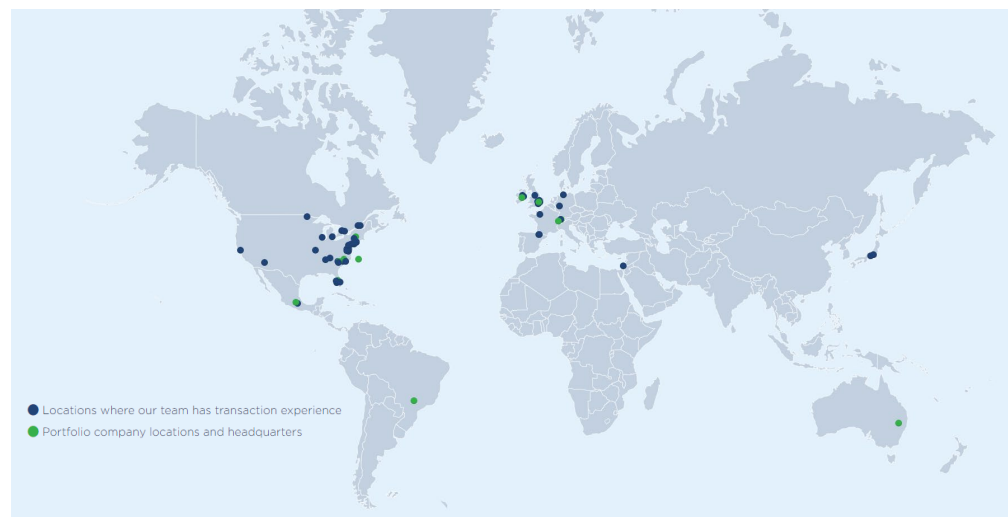 Locations where our team has transaction experience
Portfolio company locations and headquarters